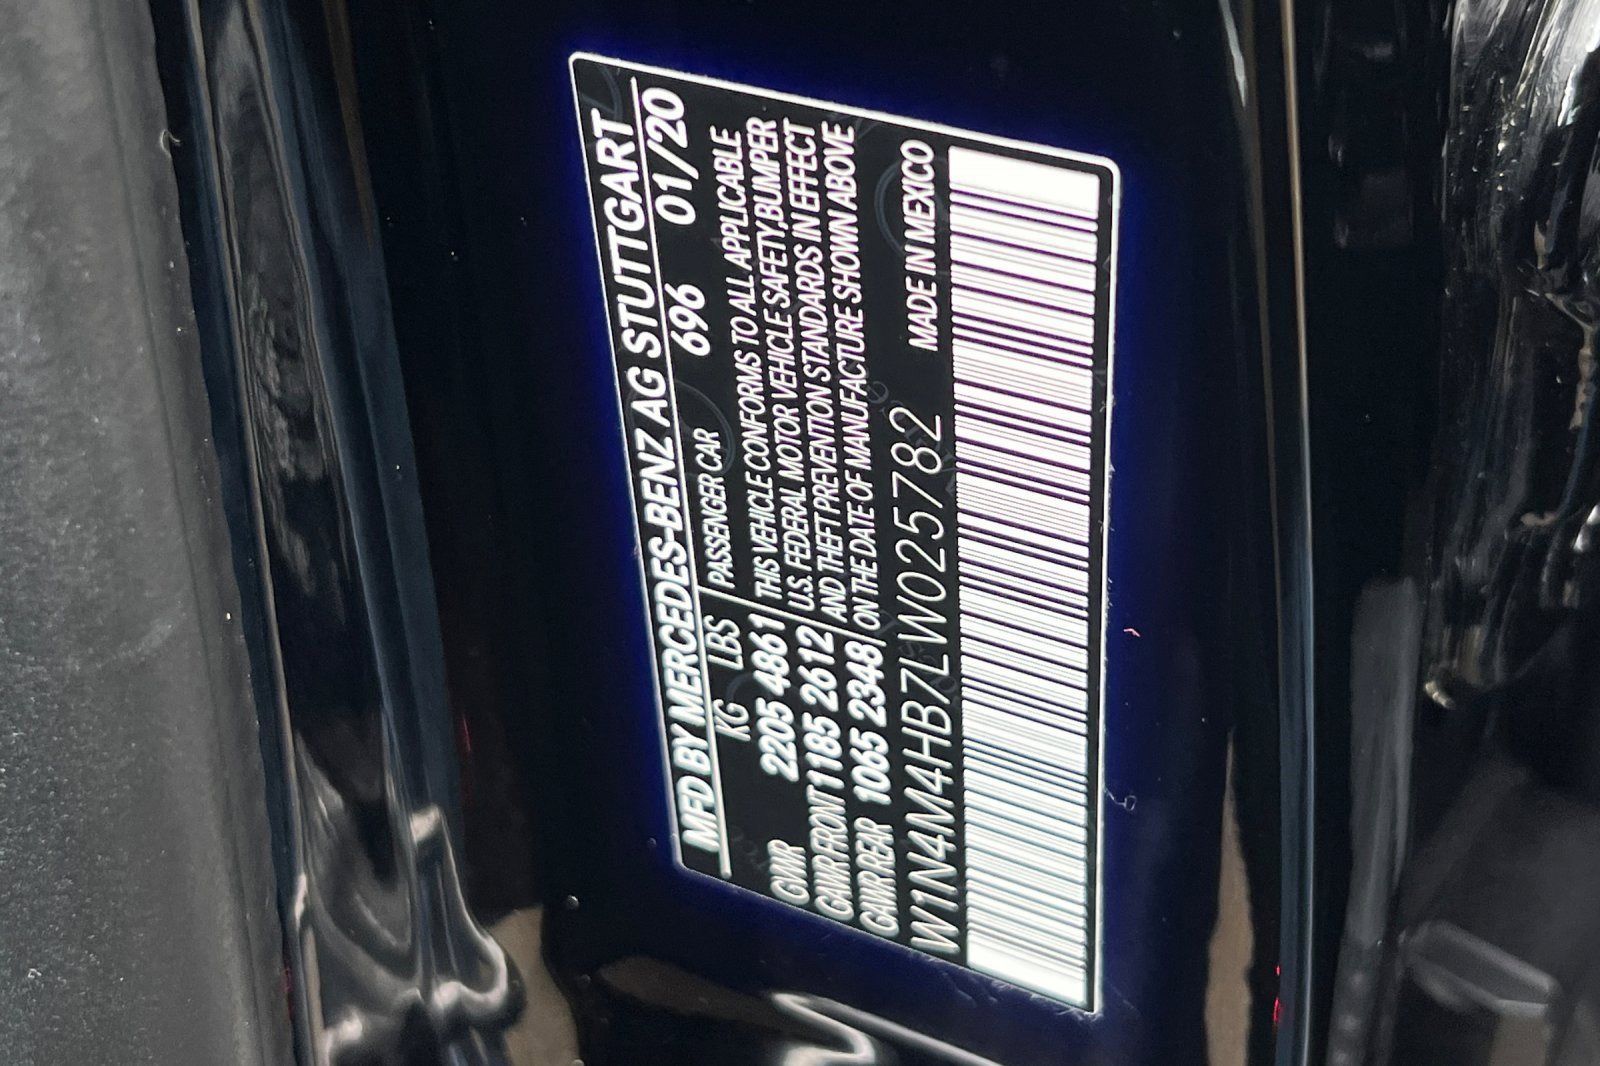 MFD BY MERCEDES-BENZ AG STUTTGART
KG LBS PASSENGER CAR 696 01/20
GVWR 2205 4861 THIS VEHICLE CONFORMS TO ALL APPLICABLE
GAWR FRONT 1185 2612 U.S. FEDERAL MOTOR VEHICLE SAFETY,BUMPER
GAWR REAR 1065 2348 AND THEFT PREVENTION STANDARDS IN EFFECT
ON THE DATE OF MANUFACTURE SHOWN ABOVE
W1N4M4HB7LW025782 MADE IN MEXICO